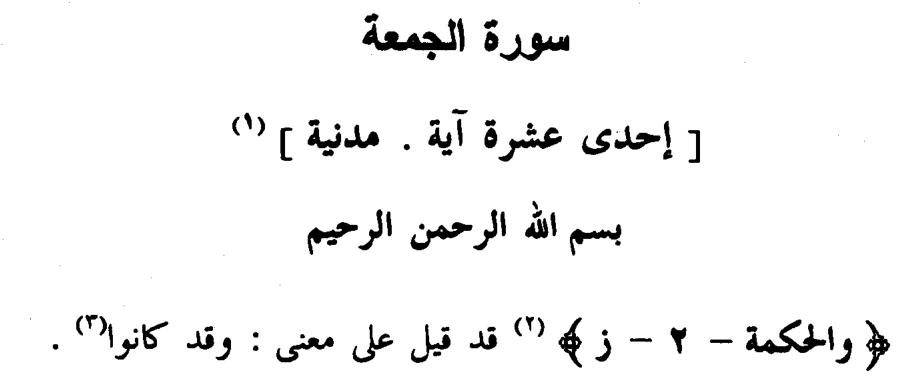 سورة الجمعة
[ إحدى عشرة آية . مدنية ] (١)
بسم الله الرحمن الرحيم
﴿ والحكمة – ٢ – ز ﴾ (٢) قد قيل على معنى : وقد كانوا(٣) .